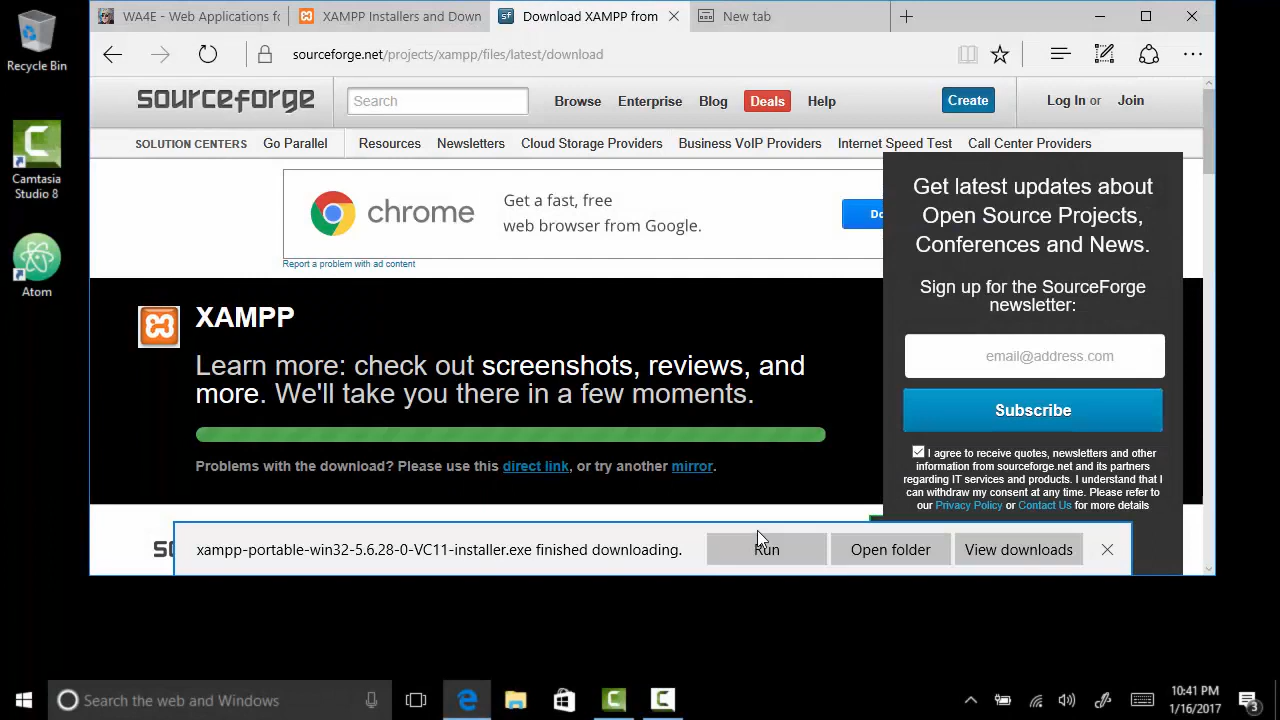 Recycle Bin
Camtasia
Studio 8
Atom
WA4E - Web Applications fo
XAMPP Installers and Down
sf
Download XAMPP from
New tab
sourceforge.net/projects/xampp/files/latest/download
sourceforge
Search
Browse
Enterprise
Blog
Deals
Help
Create
Log In or Join
SOLUTION CENTERS
Go Parallel
Resources
Newsletters
Cloud Storage Providers
Business VoIP Providers
Internet Speed Test
Call Center Providers
chrome
Get a fast, free
web browser from Google.
Do
Report a problem with ad content
Get latest updates about
Open Source Projects,
Conferences and News.
Sign up for the SourceForge
newsletter:
email@address.com
Subscribe
I agree to receive quotes, newsletters and other
information from sourceforge.net and its partners
regarding IT services and products. I understand that I
can withdraw my consent at any time. Please refer to
our Privacy Policy or Contact Us for more details
XAMPP
Learn more: check out screenshots, reviews, and
more. We'll take you there in a few moments.
Problems with the download? Please use this direct link, or try another mirror.
so
xampp-portable-win32-5.6.28-0-VC11-installer.exe finished downloading.
Run
Open folder
View downloads
Search the web and Windows
10:41 PM
1/16/2017
3